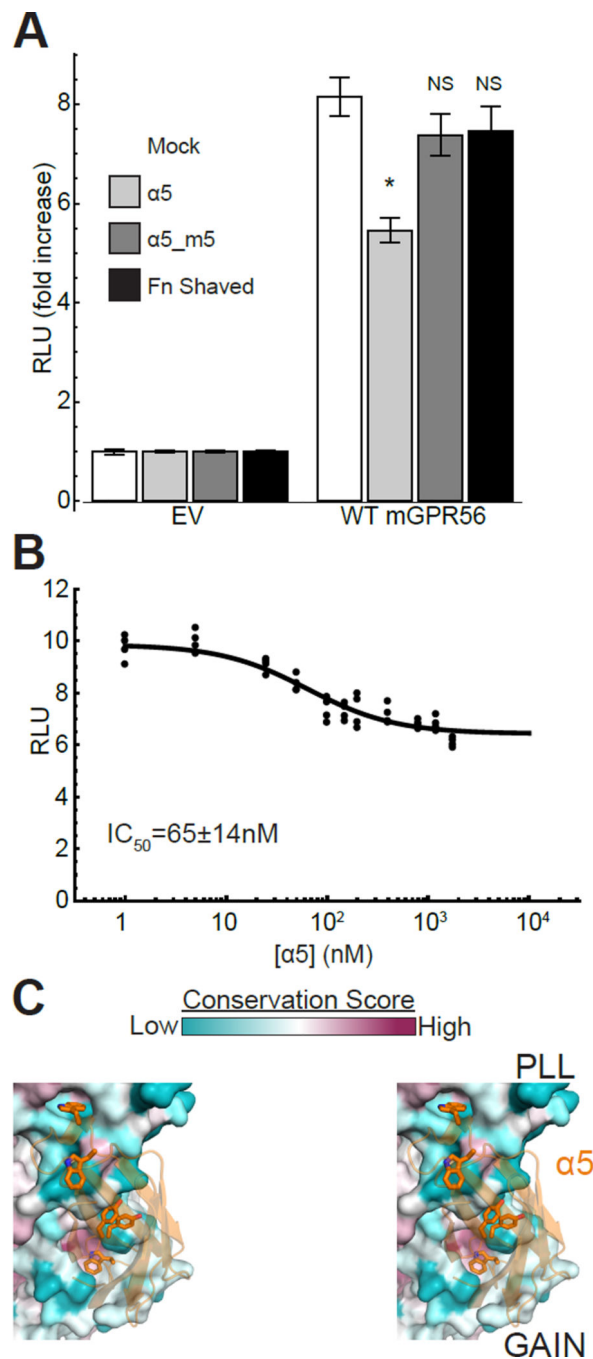 A
RLU (fold increase)
8
6
4
2
0
Mock
α5
α5_m5
Fn Shaved
*
NS
NS
EV
WT mGPR56
B
RLU
12
10
8
6
4
2
0
IC50=65±14nM
1
10
10²
10³
10⁴
[α5] (nM)
C
Conservation Score
Low
High
PLL
α5
GAIN